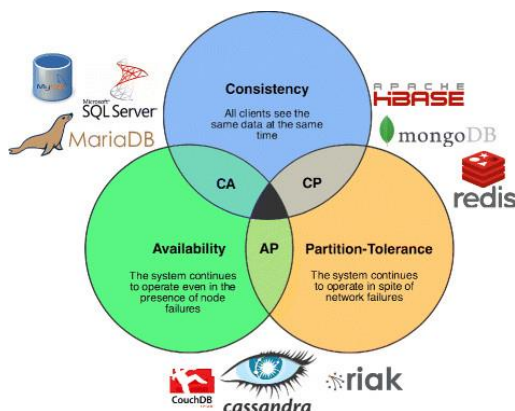 Consistency
All clients see the
same data at the same
time
MySQL
Microsoft
SQL Server
MariaDB
APACHE
HBASE
mongoDB
redis
CA
CP
AP
Availability
The system continues
to operate even in the
presence of node
failures
Partition-Tolerance
The system continues
to operate in spite of
network failures
CouchDB
cassandra
riak